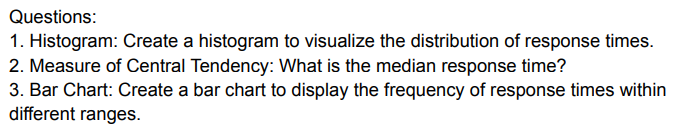 Questions:
1. Histogram: Create a histogram to visualize the distribution of response times.
2. Measure of Central Tendency: What is the median response time?
3. Bar Chart: Create a bar chart to display the frequency of response times within
different ranges.